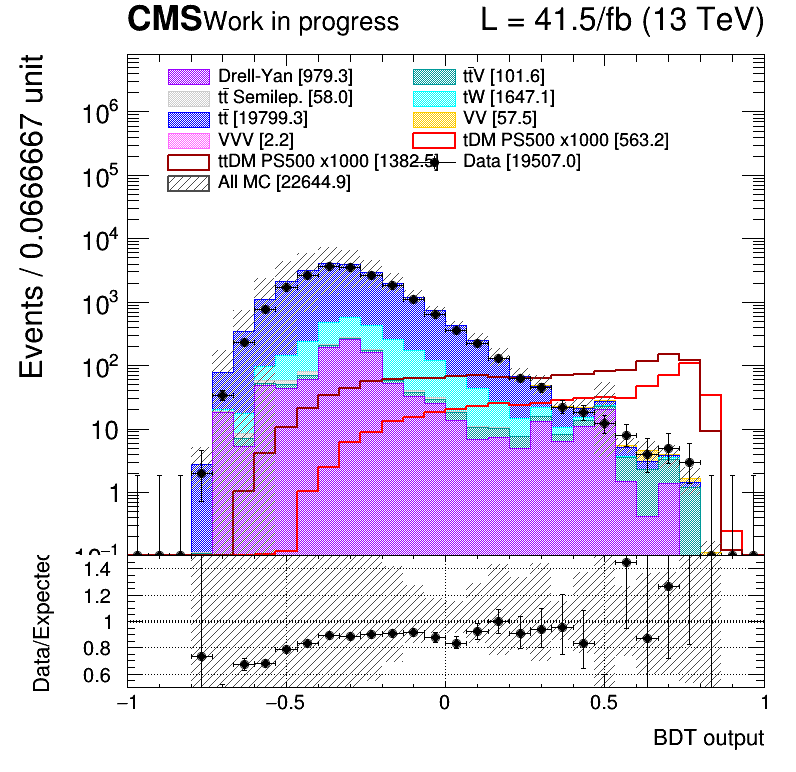 CMS Work in progress L = 41.5/fb (13 TeV)
Events / 0.0666667 unit
Drell-Yan [979.3] tt̄V [101.6]
tt̄ Semilep. [58.0] tW [1647.1]
tt̄ [19799.3] VV [57.5]
VVV [2.2] tDM PS500 x1000 [563.2]
ttDM PS500 x1000 [1382.5] Data [19507.0]
All MC [22644.9]
10⁶
10⁵
10⁴
10³
10²
10
1
10⁻¹
Data/Expected
1.4
1.2
1
0.8
0.6
−1 −0.5 0 0.5 1
BDT output